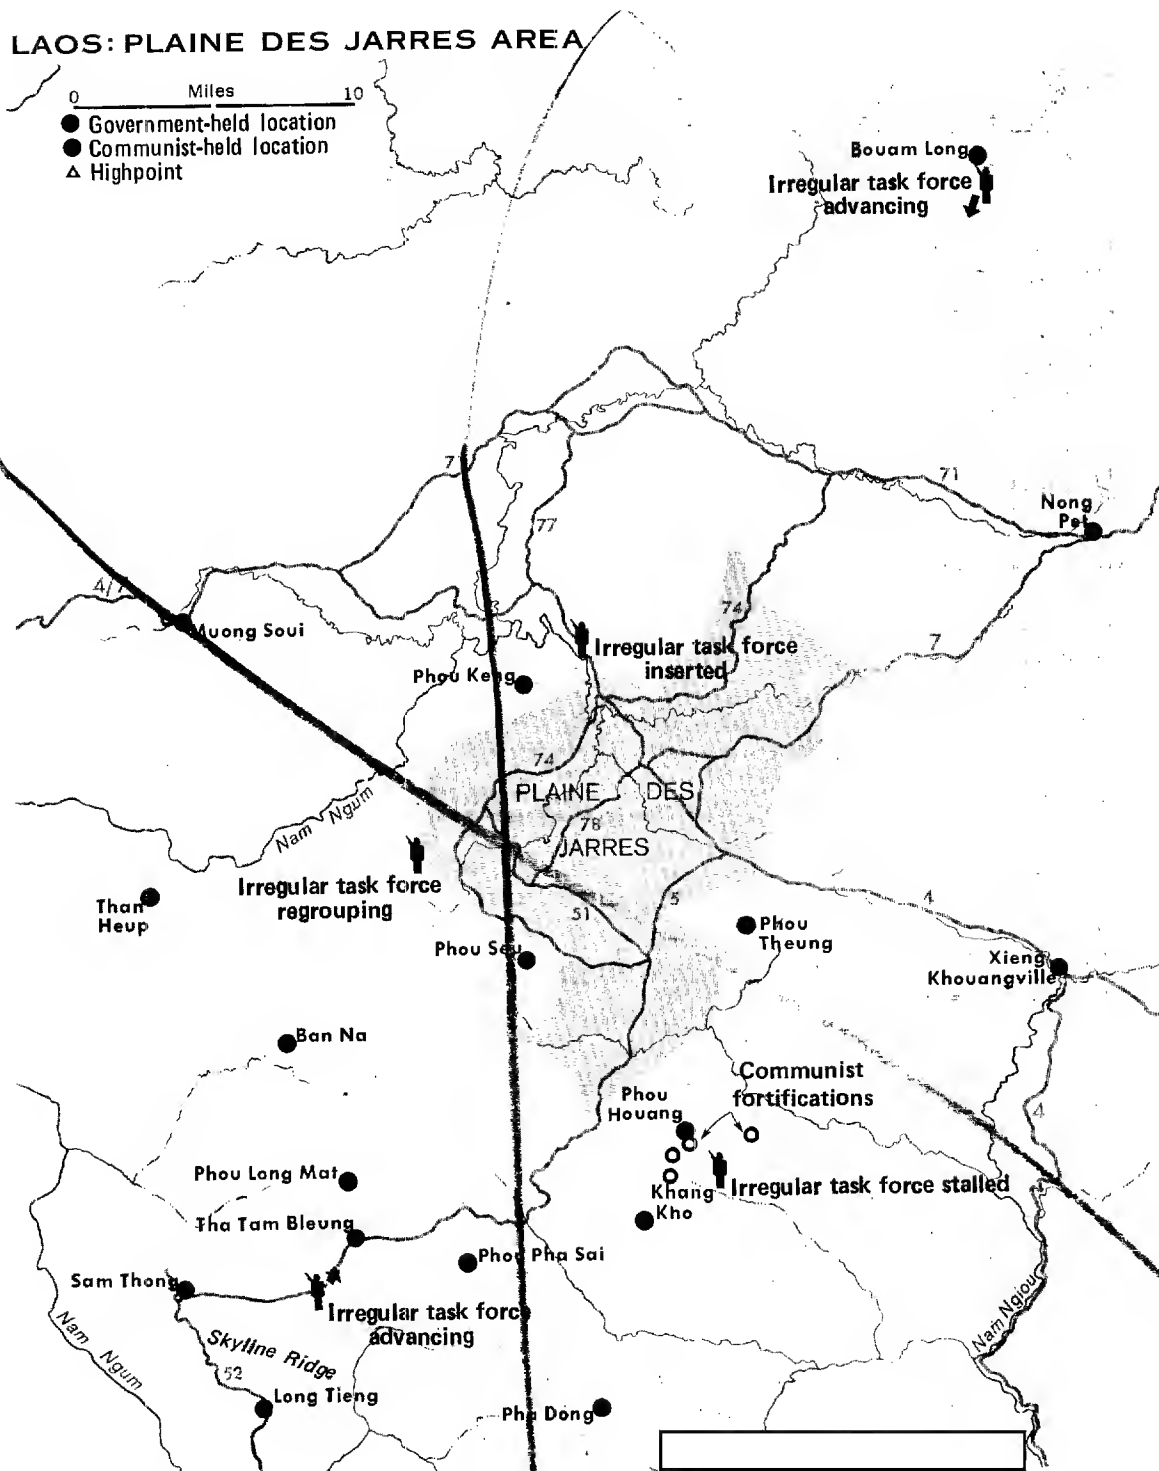 LAOS: PLAINE DES JARRES AREA
0 Miles 10
Government-held location
Communist-held location
Highpoint
Bouam Long
Irregular task force
advancing
71
Nong
Pet
77
4/7
Muong Soui
74
7
Irregular task force
inserted
Phou Keng
74
PLAINE DES
JARRES
78
Nam Ngum
Irregular task force
regrouping
Than
Heup
51
5
4
Phou
Theung
Phou Seu
Xieng
Khouangville
Ban Na
Communist
fortifications
Phou
Houang
4
Phou Long Mat
Irregular task force stalled
Khang
Kho
Tha Tam Bleung
Phou Pha Sai
Sam Thong
Irregular task force
advancing
Nam Ngum
Skyline Ridge
52
Nam Ngiou
Long Tieng
Pha Dong